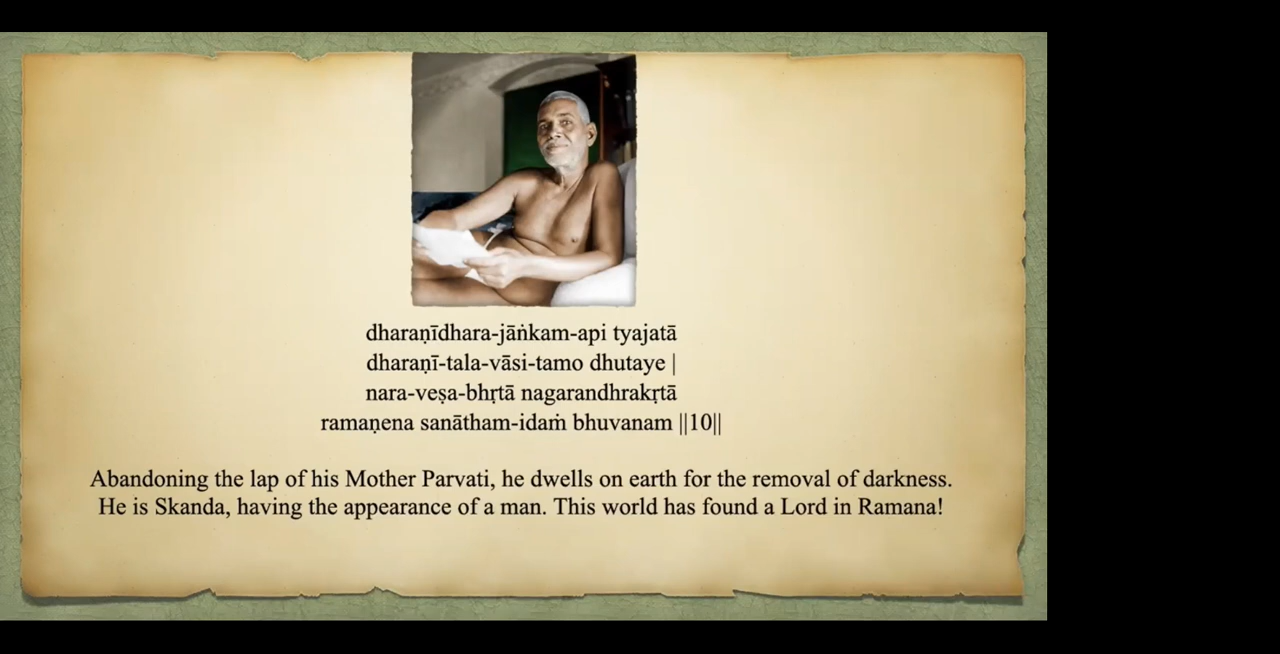 dharaṇīdhara-jāṅkam-api tyajatā
dharaṇī-tala-vāsi-tamo dhutaye |
nara-veṣa-bhṛtā nagarandhrakṛtā
ramaṇena sanātham-idaṁ bhuvanam ||10||
Abandoning the lap of his Mother Parvati, he dwells on earth for the removal of darkness.
He is Skanda, having the appearance of a man. This world has found a Lord in Ramana!